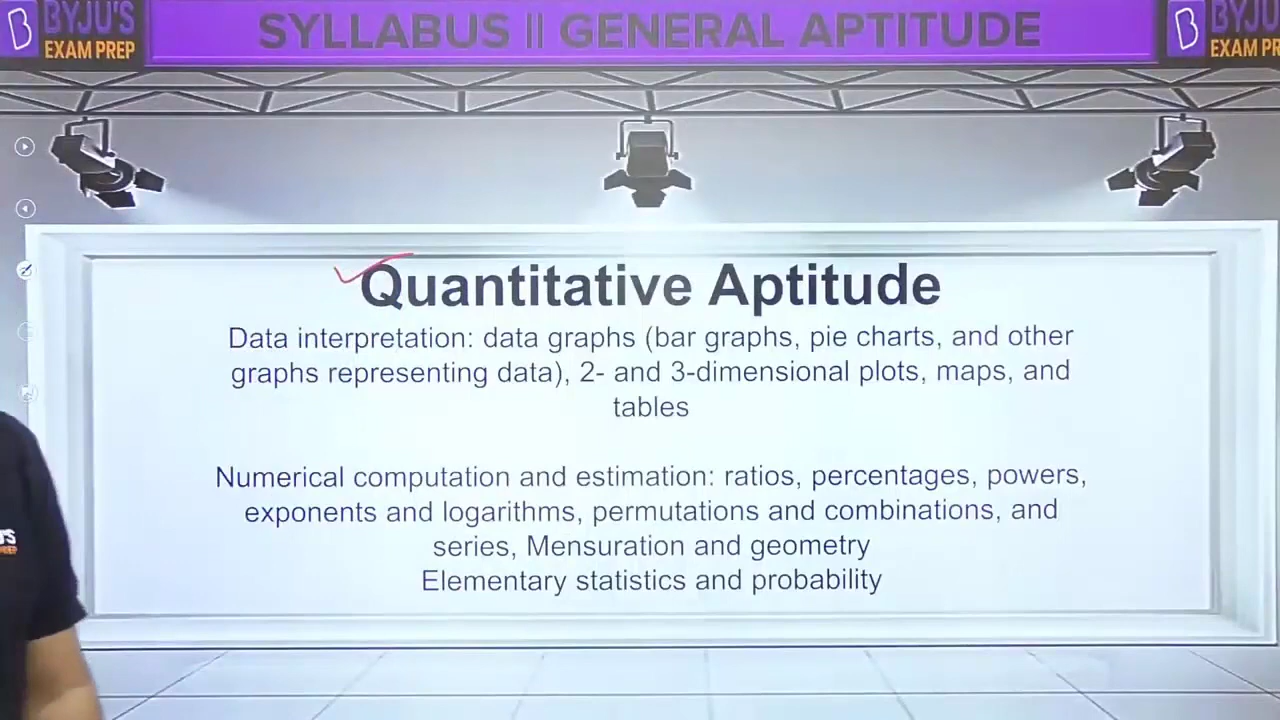 BYJU'S
EXAM PREP
SYLLABUS || GENERAL APTITUDE
BYJU
EXAM PR
Quantitative Aptitude
Data interpretation: data graphs (bar graphs, pie charts, and other
graphs representing data), 2- and 3-dimensional plots, maps, and
tables
Numerical computation and estimation: ratios, percentages, powers,
exponents and logarithms, permutations and combinations, and
series, Mensuration and geometry
Elementary statistics and probability